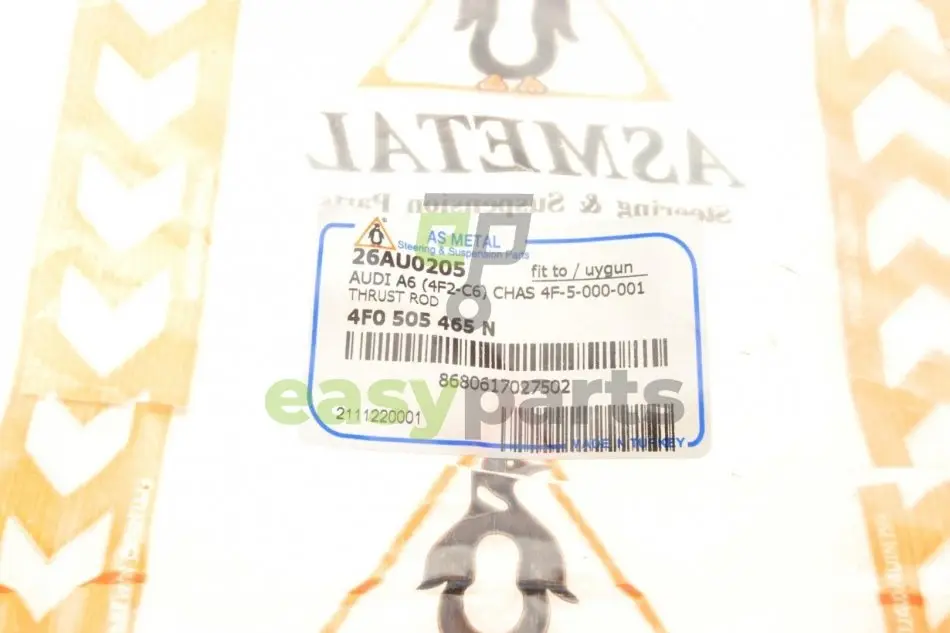 ASMETAL
Steering & Suspension Parts
AS METAL
Steering & Suspension Parts
26AU0205
fit to / uygun
AUDI A6 (4F2-C6) CHAS 4F-5-000-001
THRUST ROD
4F0 505 465 N
8680617027502
easyparts
2111220001
MADE IN TURKEY